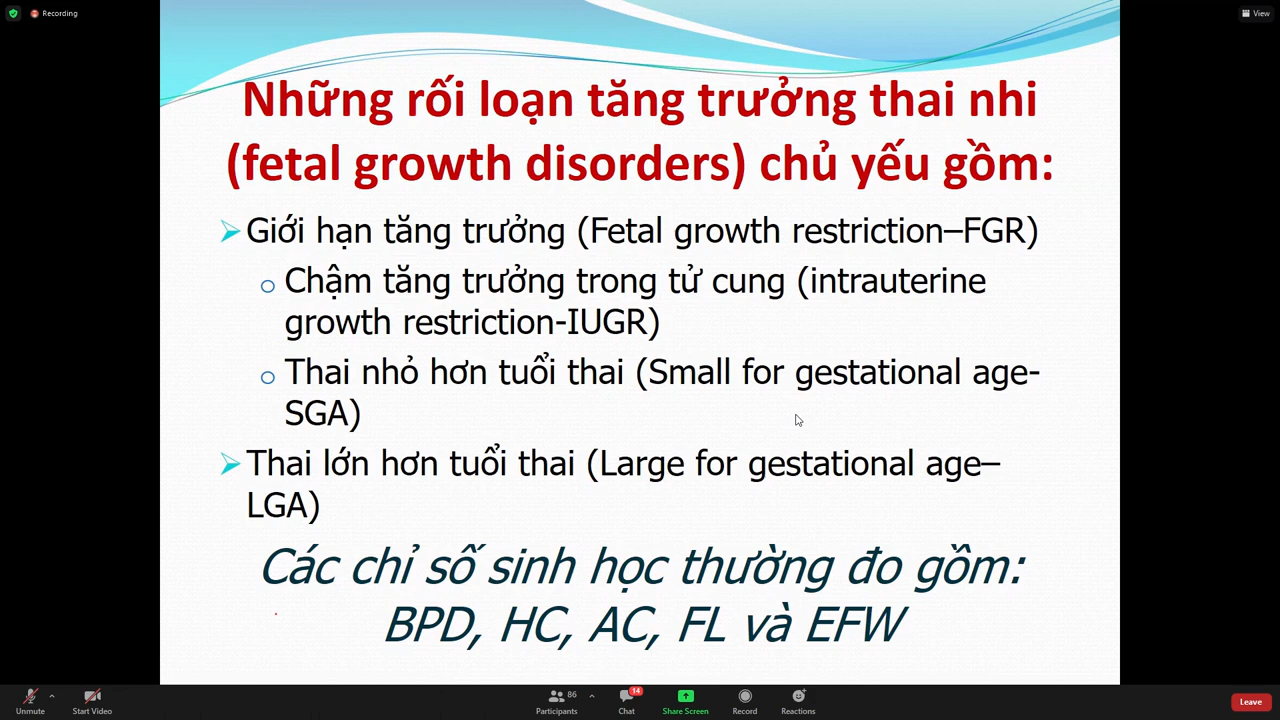 Recording
View
Những rối loạn tăng trưởng thai nhi
(fetal growth disorders) chủ yếu gồm:
Giới hạn tăng trưởng (Fetal growth restriction–FGR)
Chậm tăng trưởng trong tử cung (intrauterine
growth restriction-IUGR)
Thai nhỏ hơn tuổi thai (Small for gestational age-
SGA)
Thai lớn hơn tuổi thai (Large for gestational age–
LGA)
Các chỉ số sinh học thường đo gồm:
BPD, HC, AC, FL và EFW
Unmute
Start Video
86
Participants
14
Chat
Share Screen
Record
Reactions
Leave